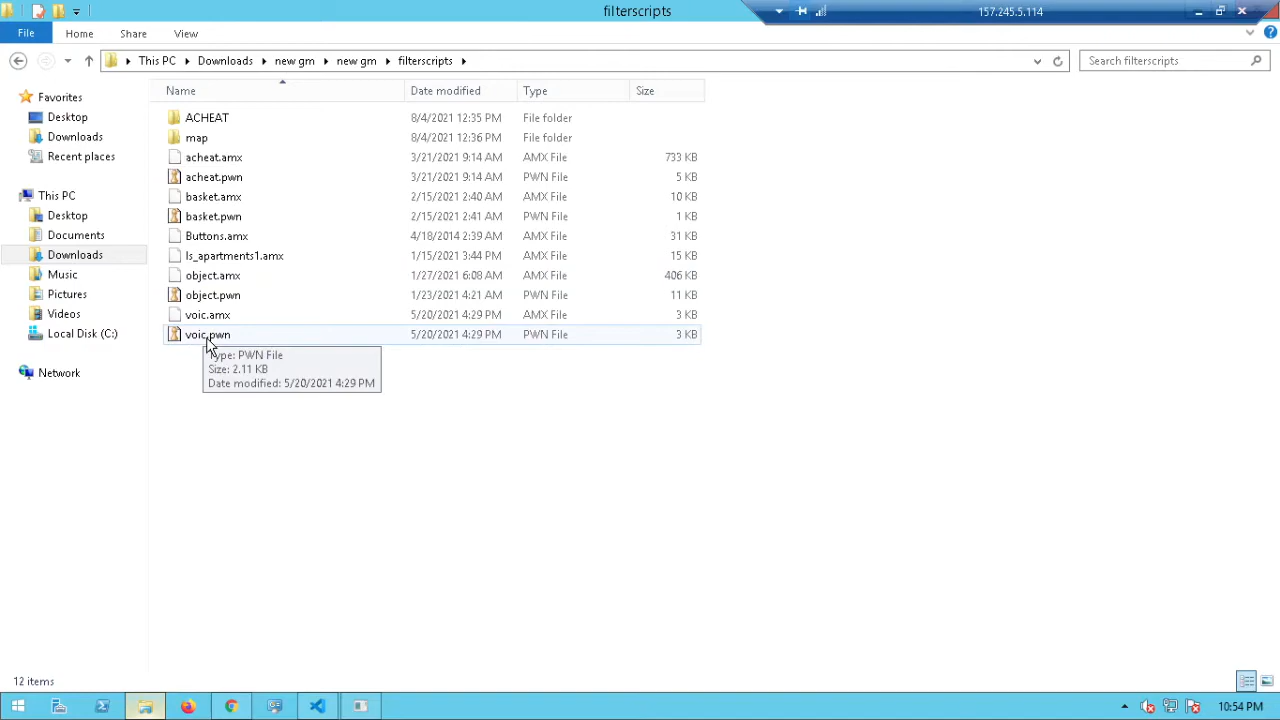 filterscripts
157.245.5.114
File Home Share View
This PC Downloads new gm new gm filterscripts
Search filterscripts
Name Date modified Type Size
Favorites
Desktop
Downloads
Recent places
This PC
Desktop
Documents
Downloads
Music
Pictures
Videos
Local Disk (C:)
Network
ACHEAT 8/4/2021 12:35 PM File folder
map 8/4/2021 12:36 PM File folder
acheat.amx 3/21/2021 9:14 AM AMX File 733 KB
acheat.pwn 3/21/2021 9:14 AM PWN File 5 KB
basket.amx 2/15/2021 2:40 AM AMX File 10 KB
basket.pwn 2/15/2021 2:41 AM PWN File 1 KB
Buttons.amx 4/18/2014 2:39 AM AMX File 31 KB
ls_apartments1.amx 1/15/2021 3:44 PM AMX File 15 KB
object.amx 1/27/2021 6:08 AM AMX File 406 KB
object.pwn 1/23/2021 4:21 AM PWN File 11 KB
voic.amx 5/20/2021 4:29 PM AMX File 3 KB
voic.pwn 5/20/2021 4:29 PM PWN File 3 KB
Type: PWN File
Size: 2.11 KB
Date modified: 5/20/2021 4:29 PM
12 items
10:54 PM